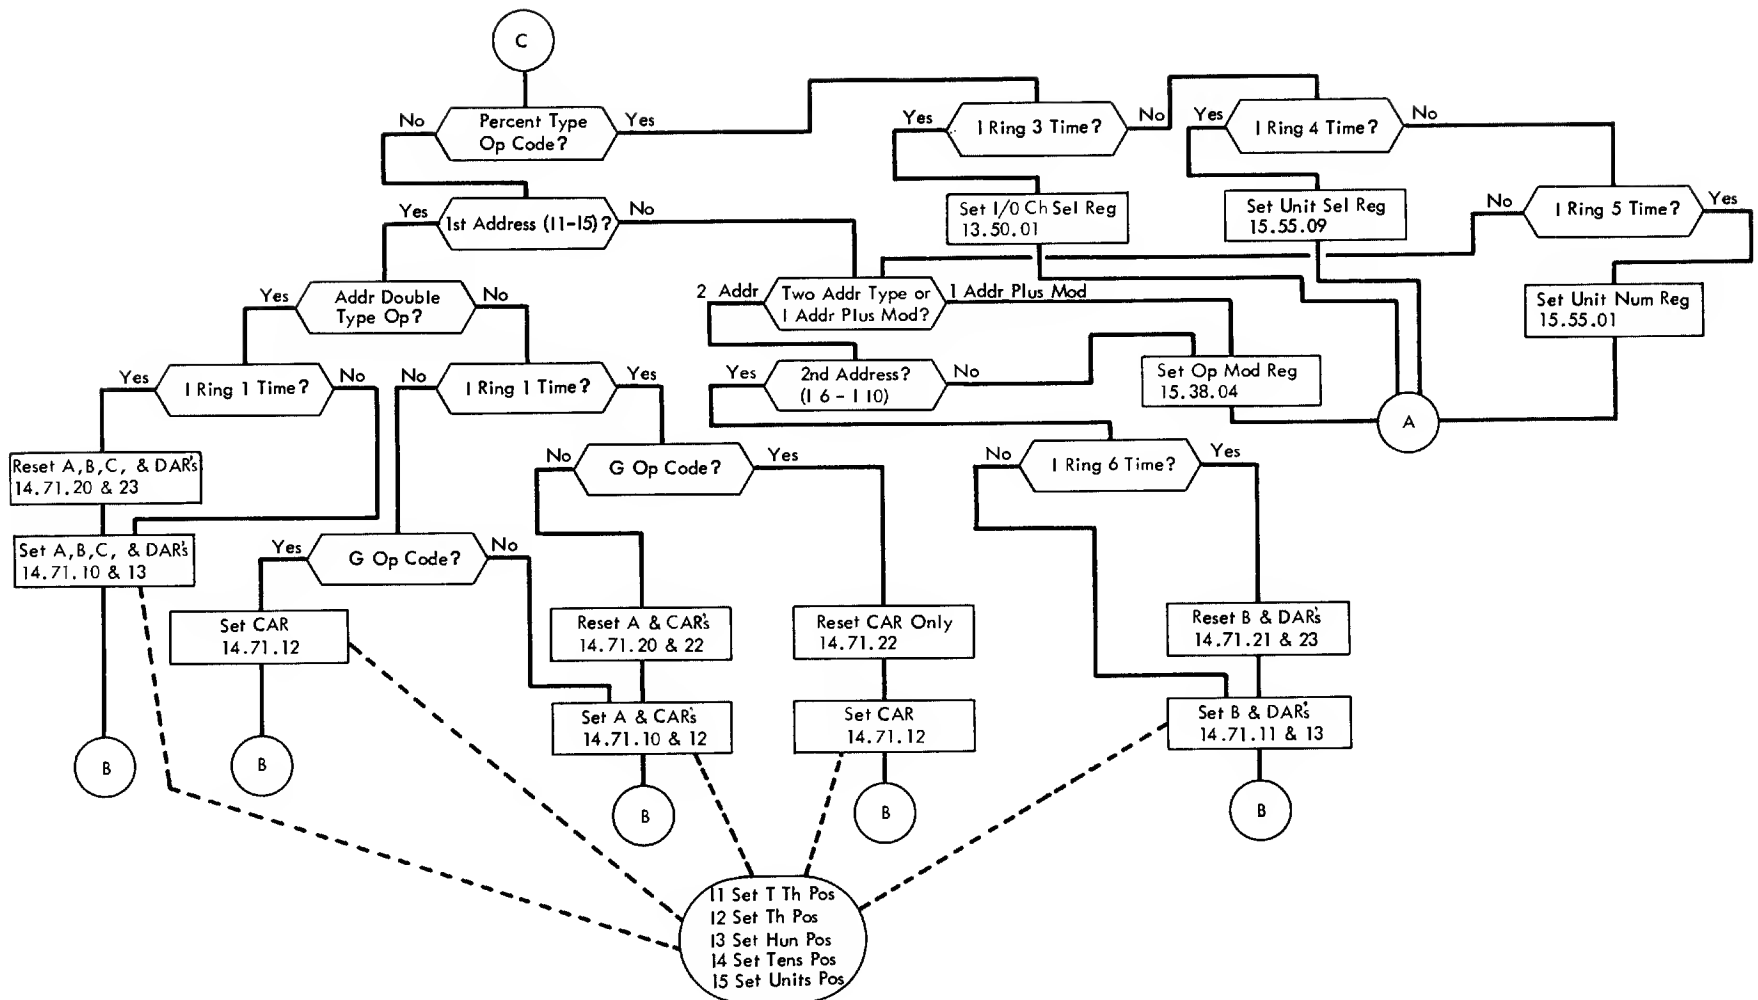 C
No
Percent Type
Op Code?
Yes
Yes
I Ring 3 Time?
No
Yes
I Ring 4 Time?
No
Yes
1st Address (I1-I5)?
No
Set I/0 Ch Sel Reg
13.50.01
Set Unit Sel Reg
15.55.09
No
I Ring 5 Time?
Yes
Yes
Addr Double
Type Op?
No
2 Addr
Two Addr Type or
1 Addr Plus Mod?
1 Addr Plus Mod
Set Unit Num Reg
15.55.01
Yes
I Ring 1 Time?
No
No
I Ring 1 Time?
Yes
Yes
2nd Address?
(I 6 - I 10)
No
Set Op Mod Reg
15.38.04
A
Reset A,B,C, & DAR's
14.71.20 & 23
No
G Op Code?
Yes
No
I Ring 6 Time?
Yes
Set A,B,C, & DAR's
14.71.10 & 13
Yes
G Op Code?
No
Set CAR
14.71.12
Reset A & CAR's
14.71.20 & 22
Reset CAR Only
14.71.22
Reset B & DAR's
14.71.21 & 23
Set A & CAR's
14.71.10 & 12
Set CAR
14.71.12
Set B & DAR's
14.71.11 & 13
B
B
B
B
B
I1 Set T Th Pos
I2 Set Th Pos
I3 Set Hun Pos
I4 Set Tens Pos
I5 Set Units Pos